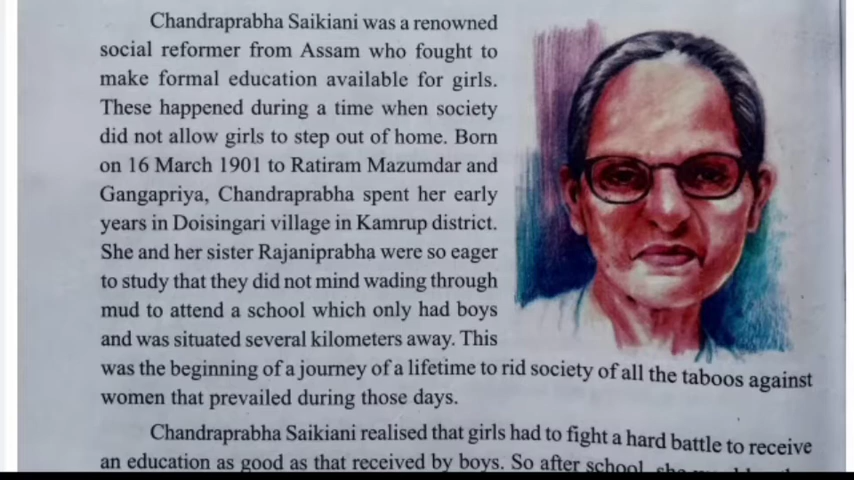 Chandraprabha Saikiani was a renowned
social reformer from Assam who fought to
make formal education available for girls.
These happened during a time when society
did not allow girls to step out of home. Born
on 16 March 1901 to Ratiram Mazumdar and
Gangapriya, Chandraprabha spent her early
years in Doisingari village in Kamrup district.
She and her sister Rajaniprabha were so eager
to study that they did not mind wading through
mud to attend a school which only had boys
and was situated several kilometers away. This
was the beginning of a journey of a lifetime to rid society of all the taboos against
women that prevailed during those days.
Chandraprabha Saikiani realised that girls had to fight a hard battle to receive
an education as good as that received by boys. So after school, she